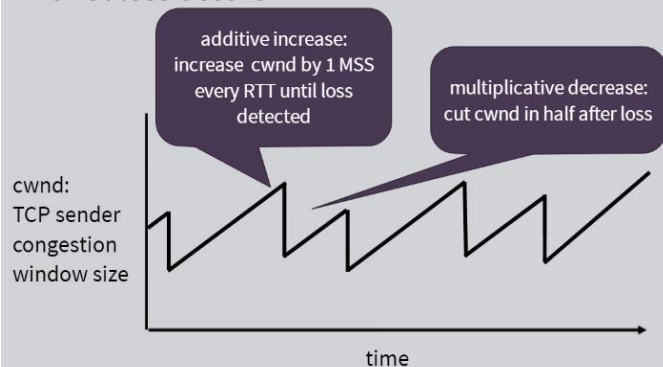 additive increase:
increase cwnd by 1 MSS
every RTT until loss
detected
multiplicative decrease:
cut cwnd in half after loss
cwnd:
TCP sender
congestion
window size
time